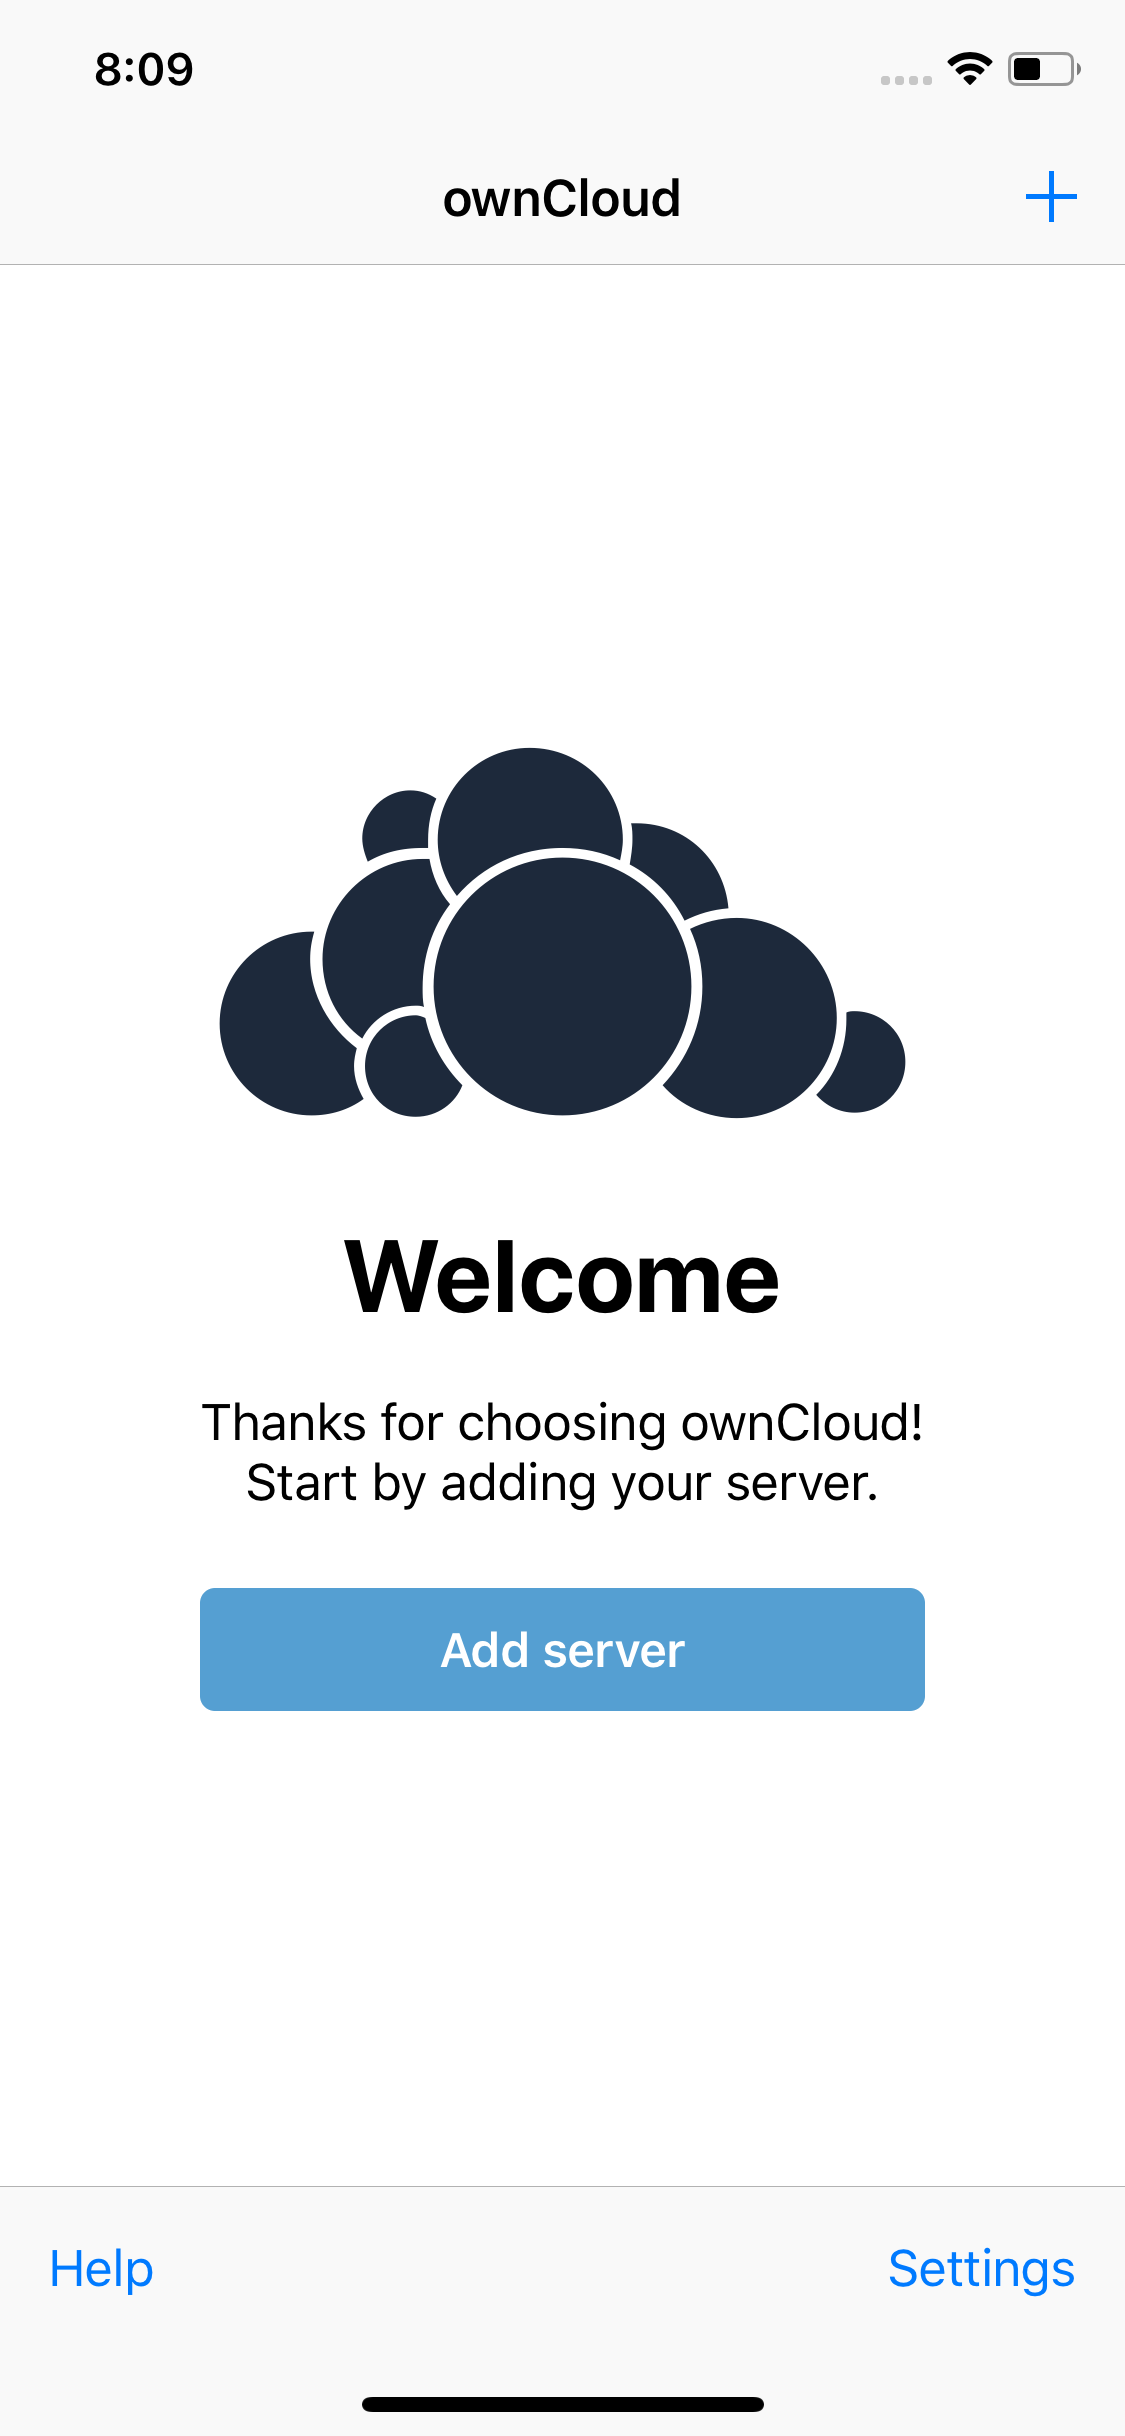 8:09
ownCloud
Welcome
Thanks for choosing ownCloud!
Start by adding your server.
Add server
Help
Settings